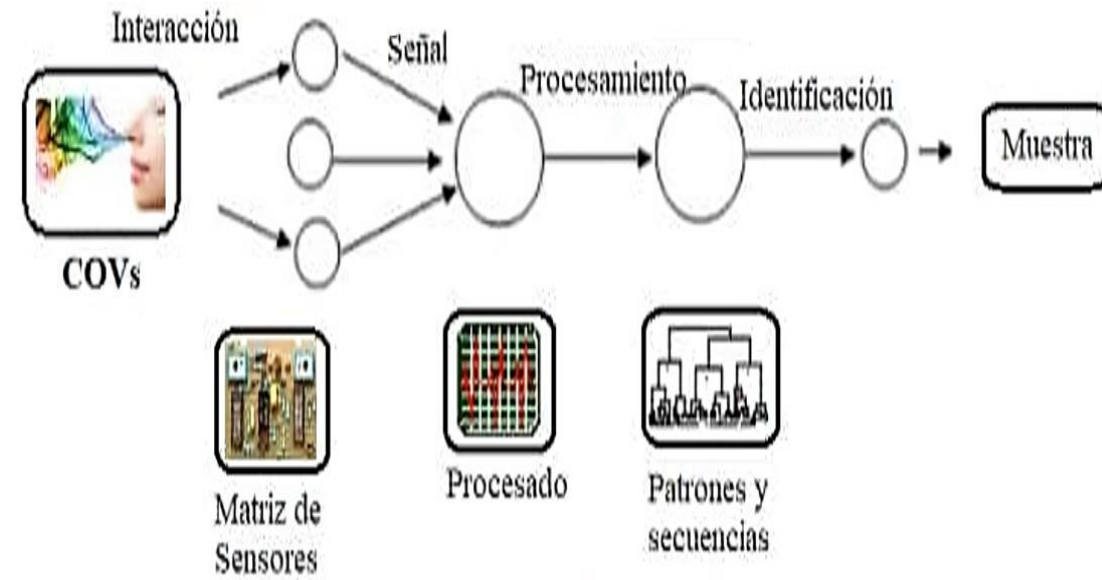 Interacción
Señal
Procesamiento
Identificación
Muestra
COVs
Matriz de
Sensores
Procesado
Patrones y
secuencias